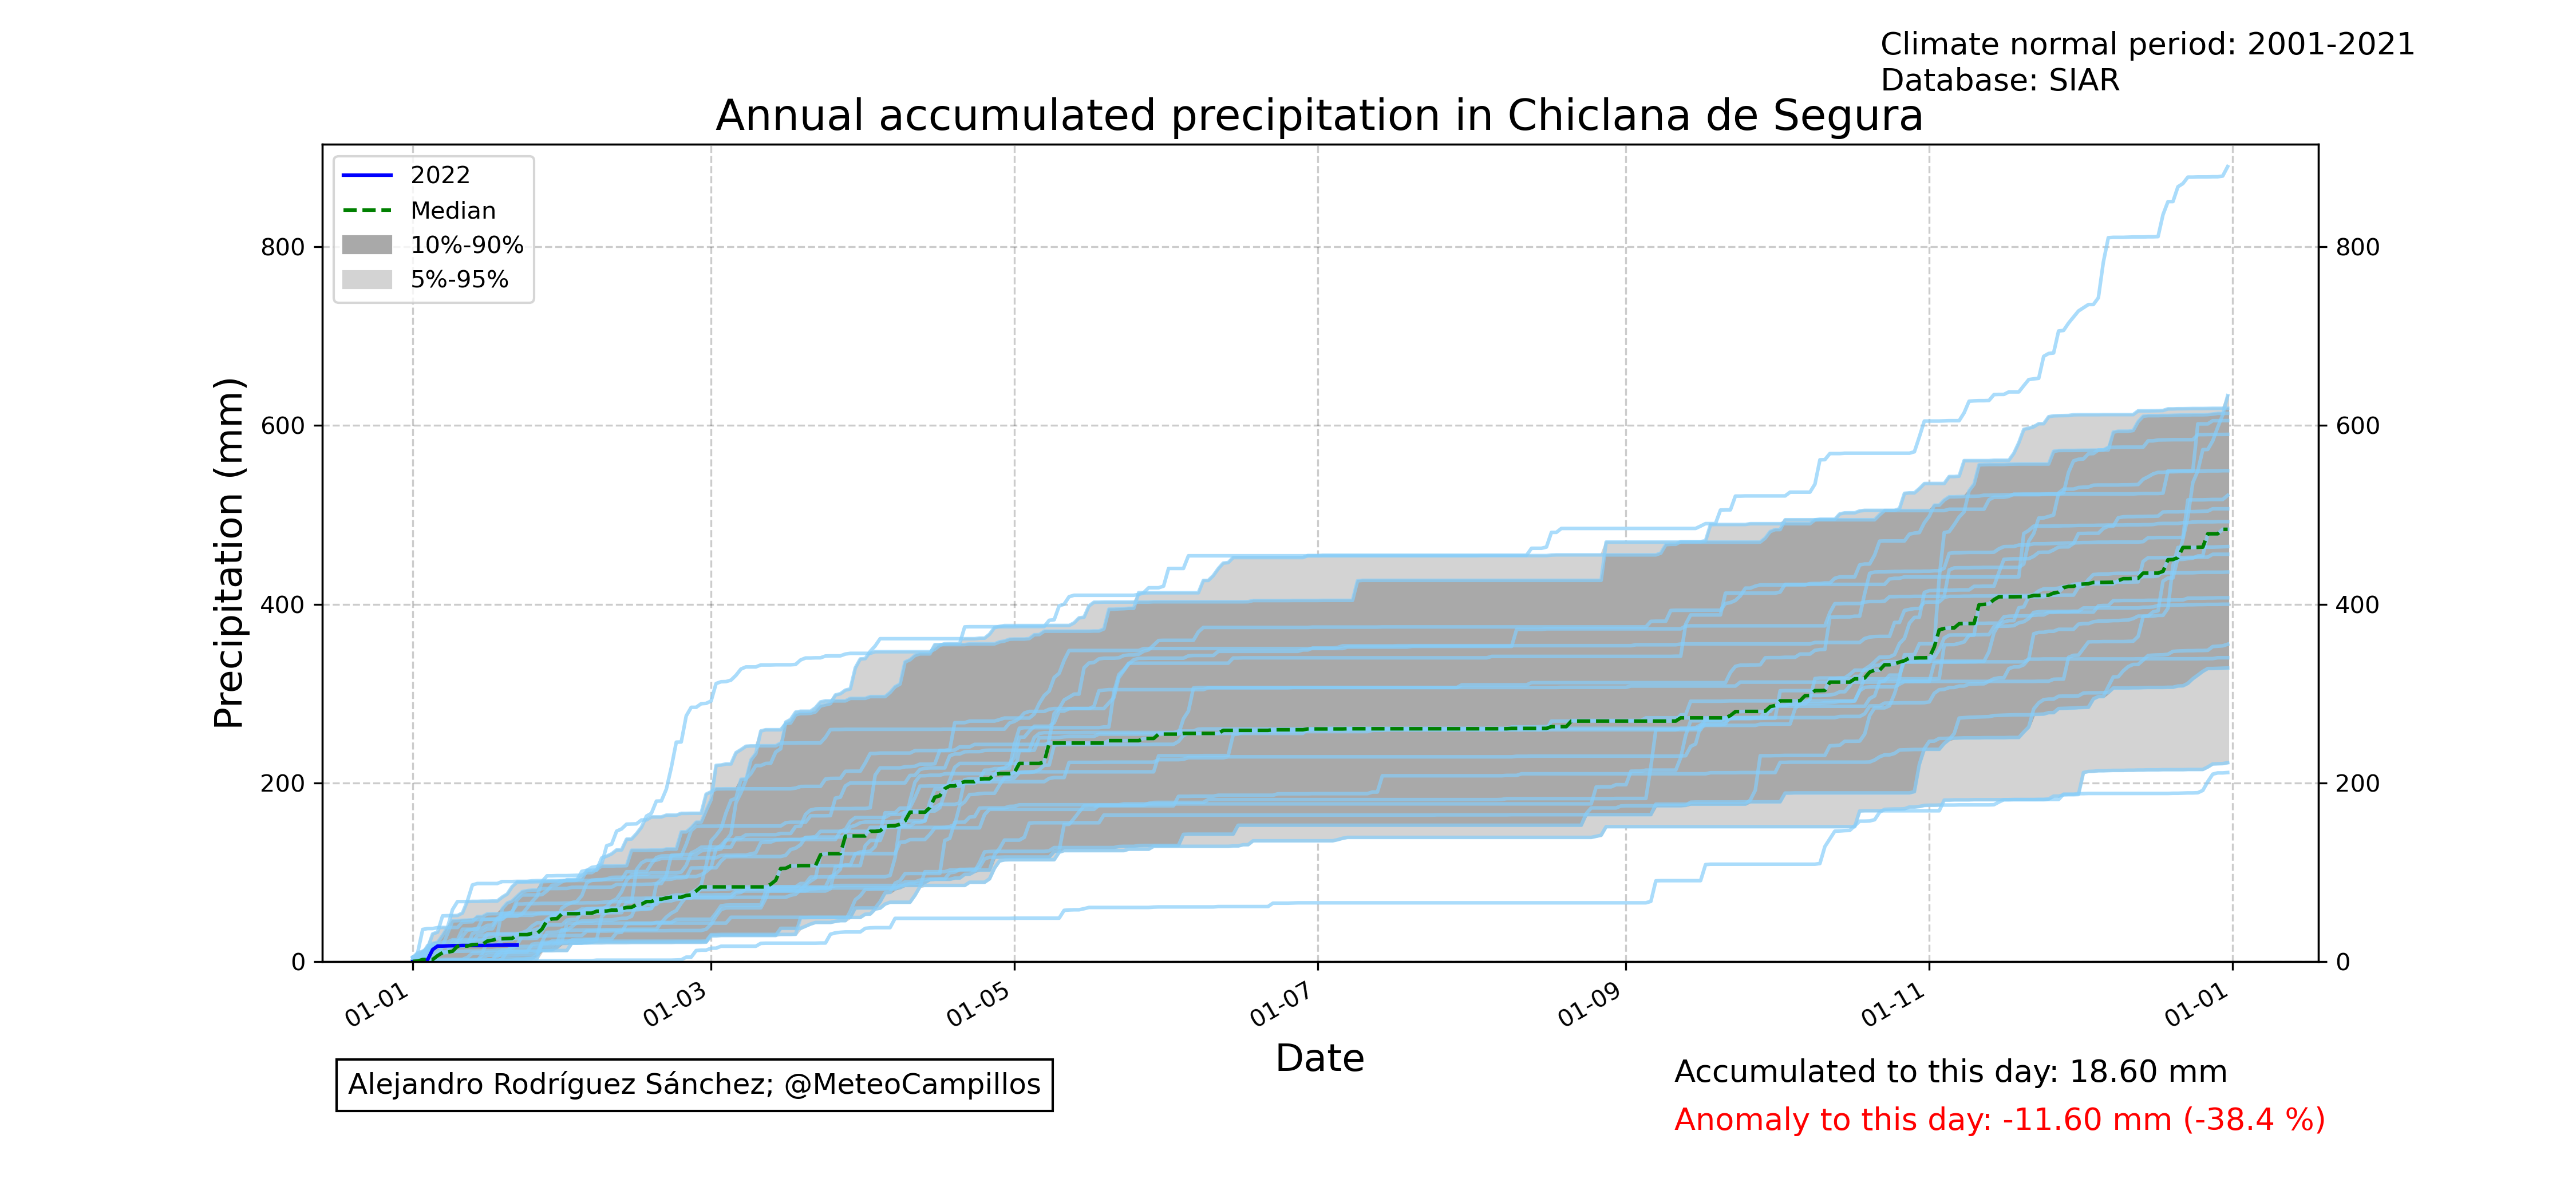 Climate normal period: 2001-2021
Database: SIAR
Annual accumulated precipitation in Chiclana de Segura
2022
Median
10%-90%
5%-95%
Precipitation (mm)
800
600
400
200
0
800
600
400
200
0
01-01
01-03
01-05
01-07
01-09
01-11
01-01
Date
Alejandro Rodríguez Sánchez; @MeteoCampillos
Accumulated to this day: 18.60 mm
Anomaly to this day: -11.60 mm (-38.4 %)